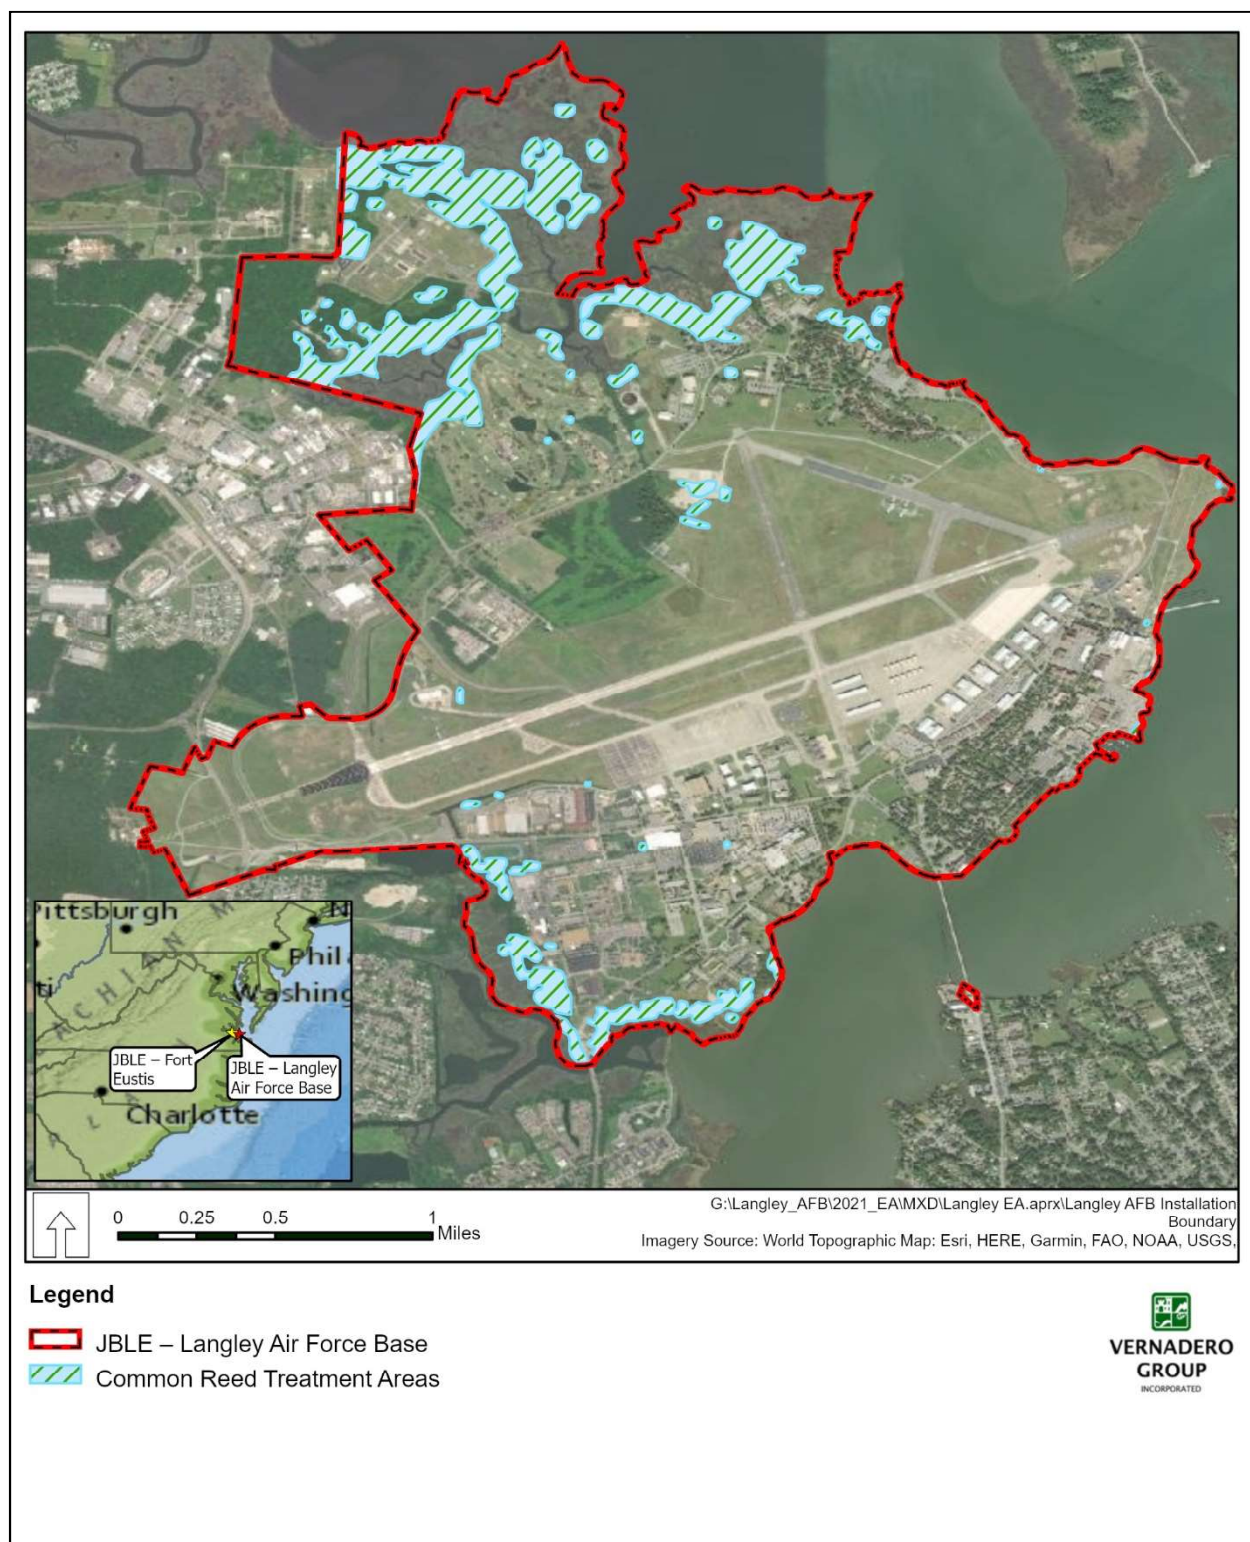 Pittsburgh
M
N
Phil
ti
CHIAN
Washing
JBLE – Fort
Eustis
JBLE – Langley
Air Force Base
Charlotte
A L A
0 0.25 0.5 1
Miles
G:\Langley_AFB\2021_EA\MXD\Langley EA.aprx\Langley AFB Installation
Boundary
Imagery Source: World Topographic Map: Esri, HERE, Garmin, FAO, NOAA, USGS,
Legend
JBLE – Langley Air Force Base
Common Reed Treatment Areas
VERNADERO
GROUP
INCORPORATED